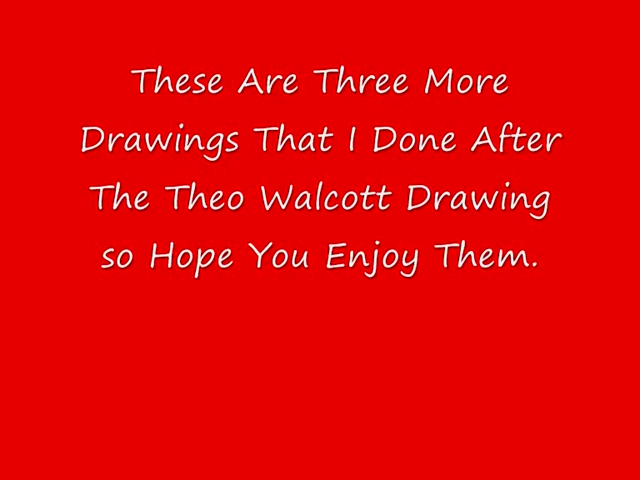 These Are Three More
Drawings That I Done After
The Theo Walcott Drawing
so Hope You Enjoy Them.